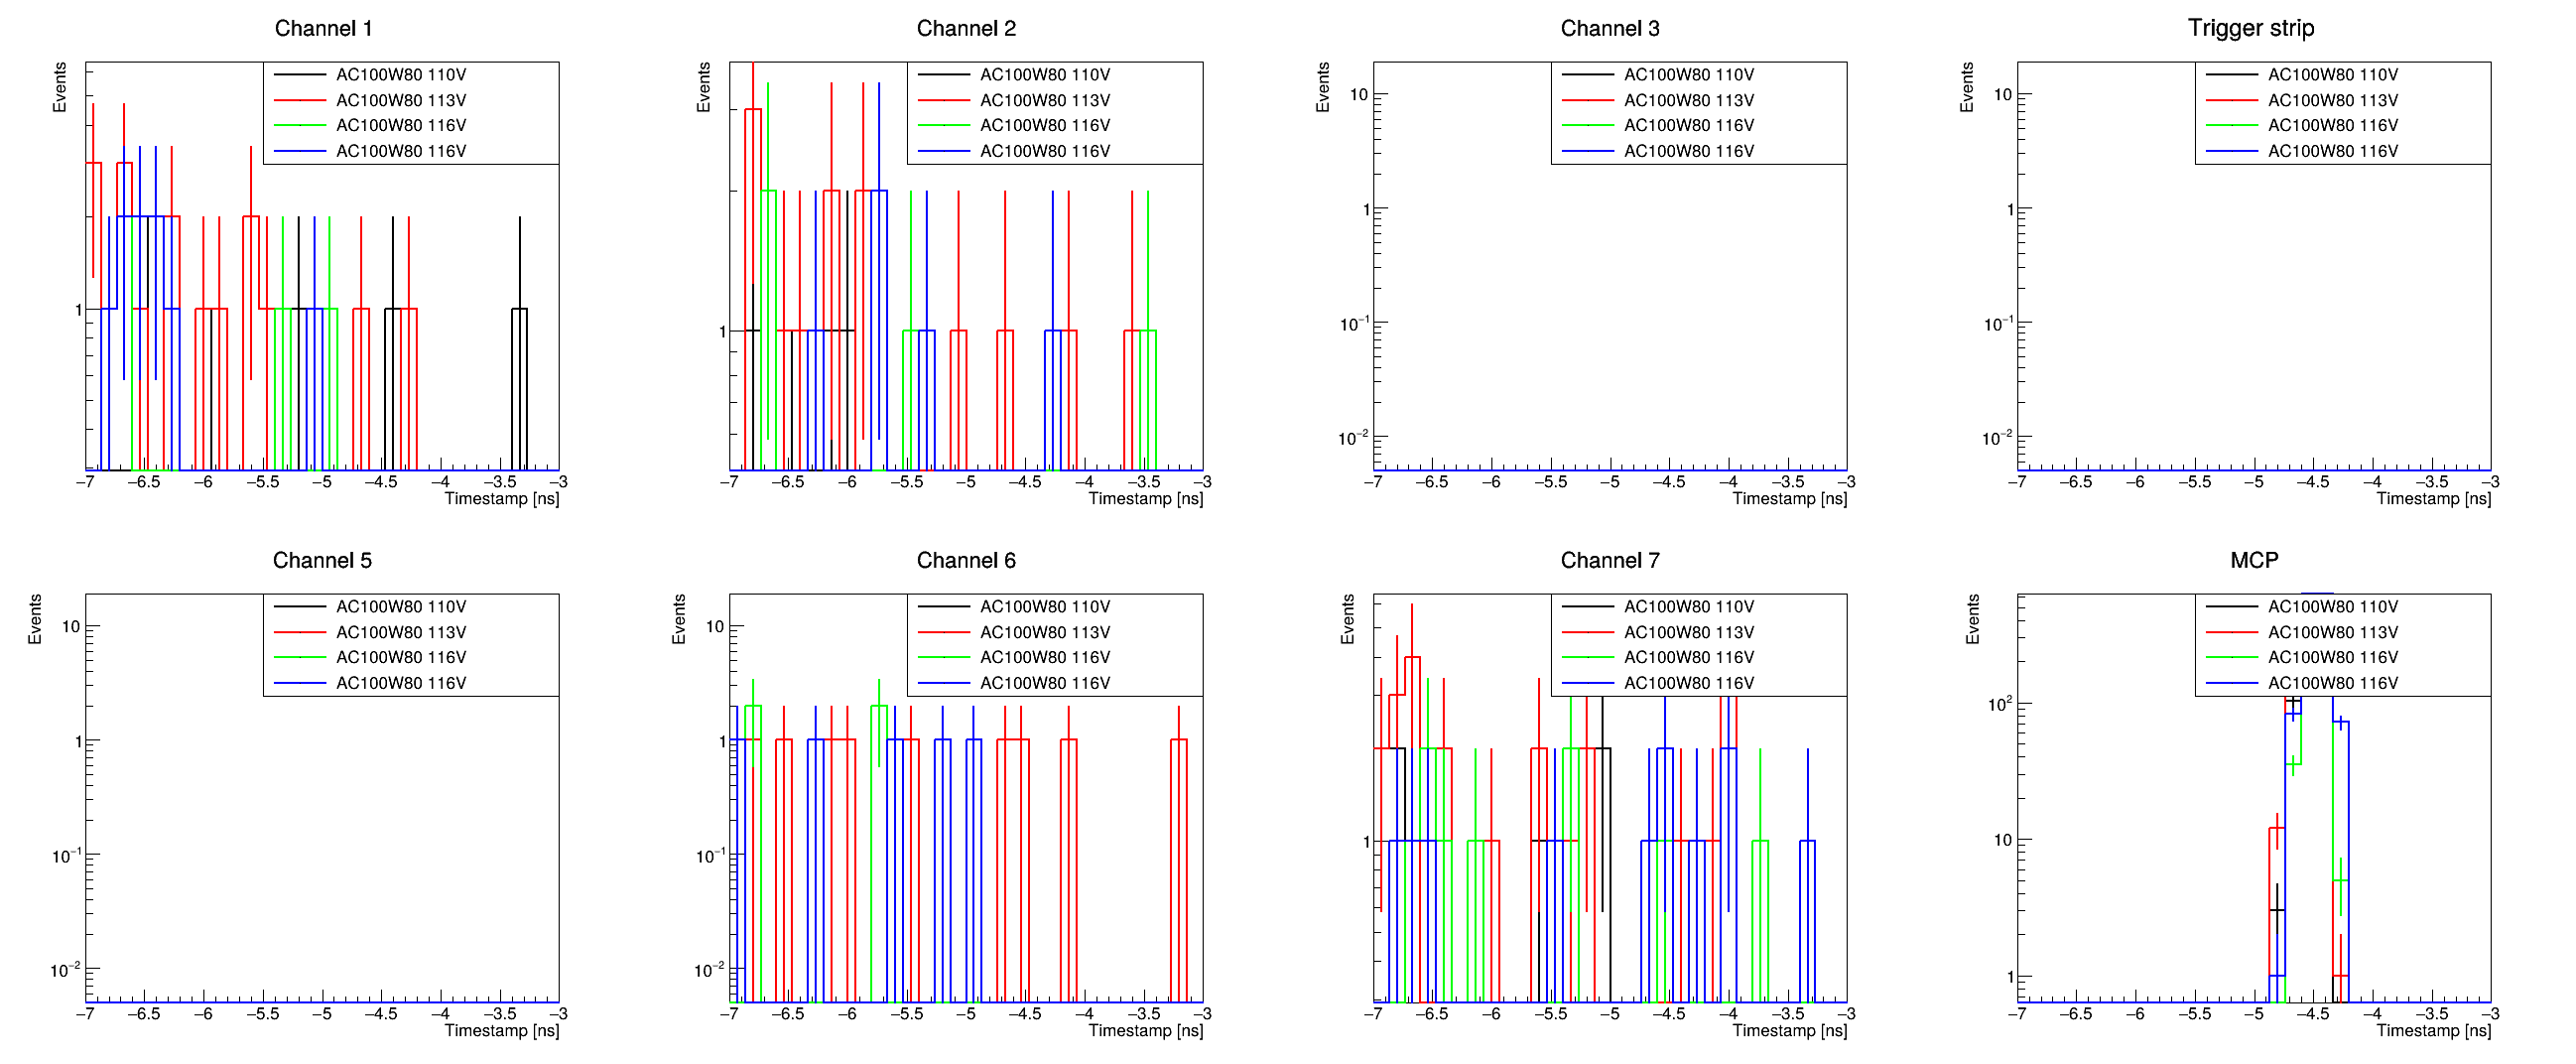 Channel 1
Events
AC100W80 110V
AC100W80 113V
AC100W80 116V
AC100W80 116V
1
−7 −6.5 −6 −5.5 −5 −4.5 −4 −3.5 −3
Timestamp [ns]
Channel 2
Events
AC100W80 110V
AC100W80 113V
AC100W80 116V
AC100W80 116V
1
−7 −6.5 −6 −5.5 −5 −4.5 −4 −3.5 −3
Timestamp [ns]
Channel 3
Events
AC100W80 110V
AC100W80 113V
AC100W80 116V
AC100W80 116V
10
1
10⁻¹
10⁻²
−7 −6.5 −6 −5.5 −5 −4.5 −4 −3.5 −3
Timestamp [ns]
Trigger strip
Events
AC100W80 110V
AC100W80 113V
AC100W80 116V
AC100W80 116V
10
1
10⁻¹
10⁻²
−7 −6.5 −6 −5.5 −5 −4.5 −4 −3.5 −3
Timestamp [ns]
Channel 5
Events
AC100W80 110V
AC100W80 113V
AC100W80 116V
AC100W80 116V
10
1
10⁻¹
10⁻²
−7 −6.5 −6 −5.5 −5 −4.5 −4 −3.5 −3
Timestamp [ns]
Channel 6
Events
AC100W80 110V
AC100W80 113V
AC100W80 116V
AC100W80 116V
10
1
10⁻¹
10⁻²
−7 −6.5 −6 −5.5 −5 −4.5 −4 −3.5 −3
Timestamp [ns]
Channel 7
Events
AC100W80 110V
AC100W80 113V
AC100W80 116V
AC100W80 116V
1
−7 −6.5 −6 −5.5 −5 −4.5 −4 −3.5 −3
Timestamp [ns]
MCP
Events
AC100W80 110V
AC100W80 113V
AC100W80 116V
AC100W80 116V
10²
10
1
−7 −6.5 −6 −5.5 −5 −4.5 −4 −3.5 −3
Timestamp [ns]